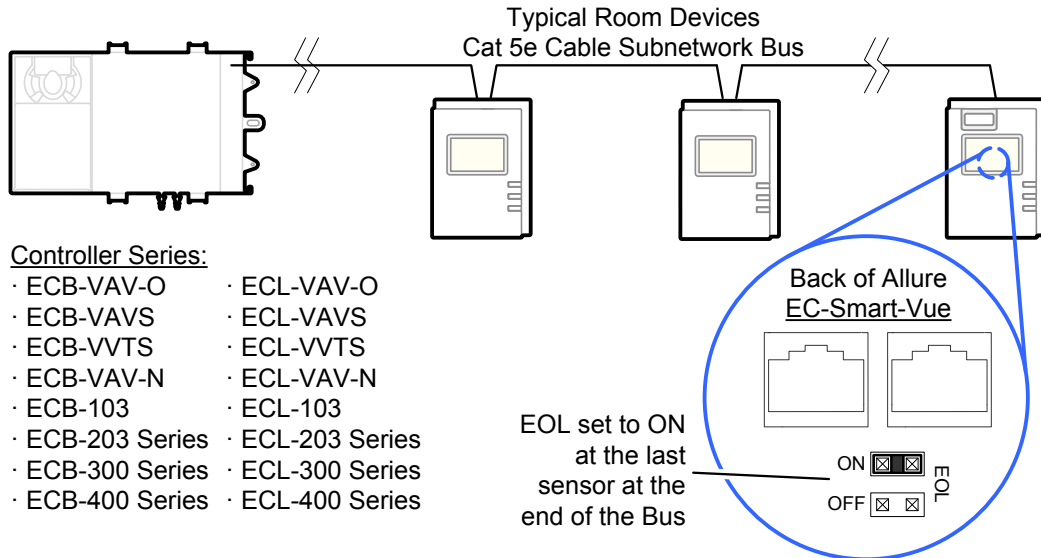 Typical Room Devices
Cat 5e Cable Subnetwork Bus
Controller Series:
· ECB-VAV-O · ECL-VAV-O
· ECB-VAVS · ECL-VAVS
· ECB-VVTS · ECL-VVTS
· ECB-VAV-N · ECL-VAV-N
· ECB-103 · ECL-103
· ECB-203 Series · ECL-203 Series
· ECB-300 Series · ECL-300 Series
· ECB-400 Series · ECL-400 Series
EOL set to ON
at the last
sensor at the
end of the Bus
Back of Allure
EC-Smart-Vue
ON
OFF
EOL